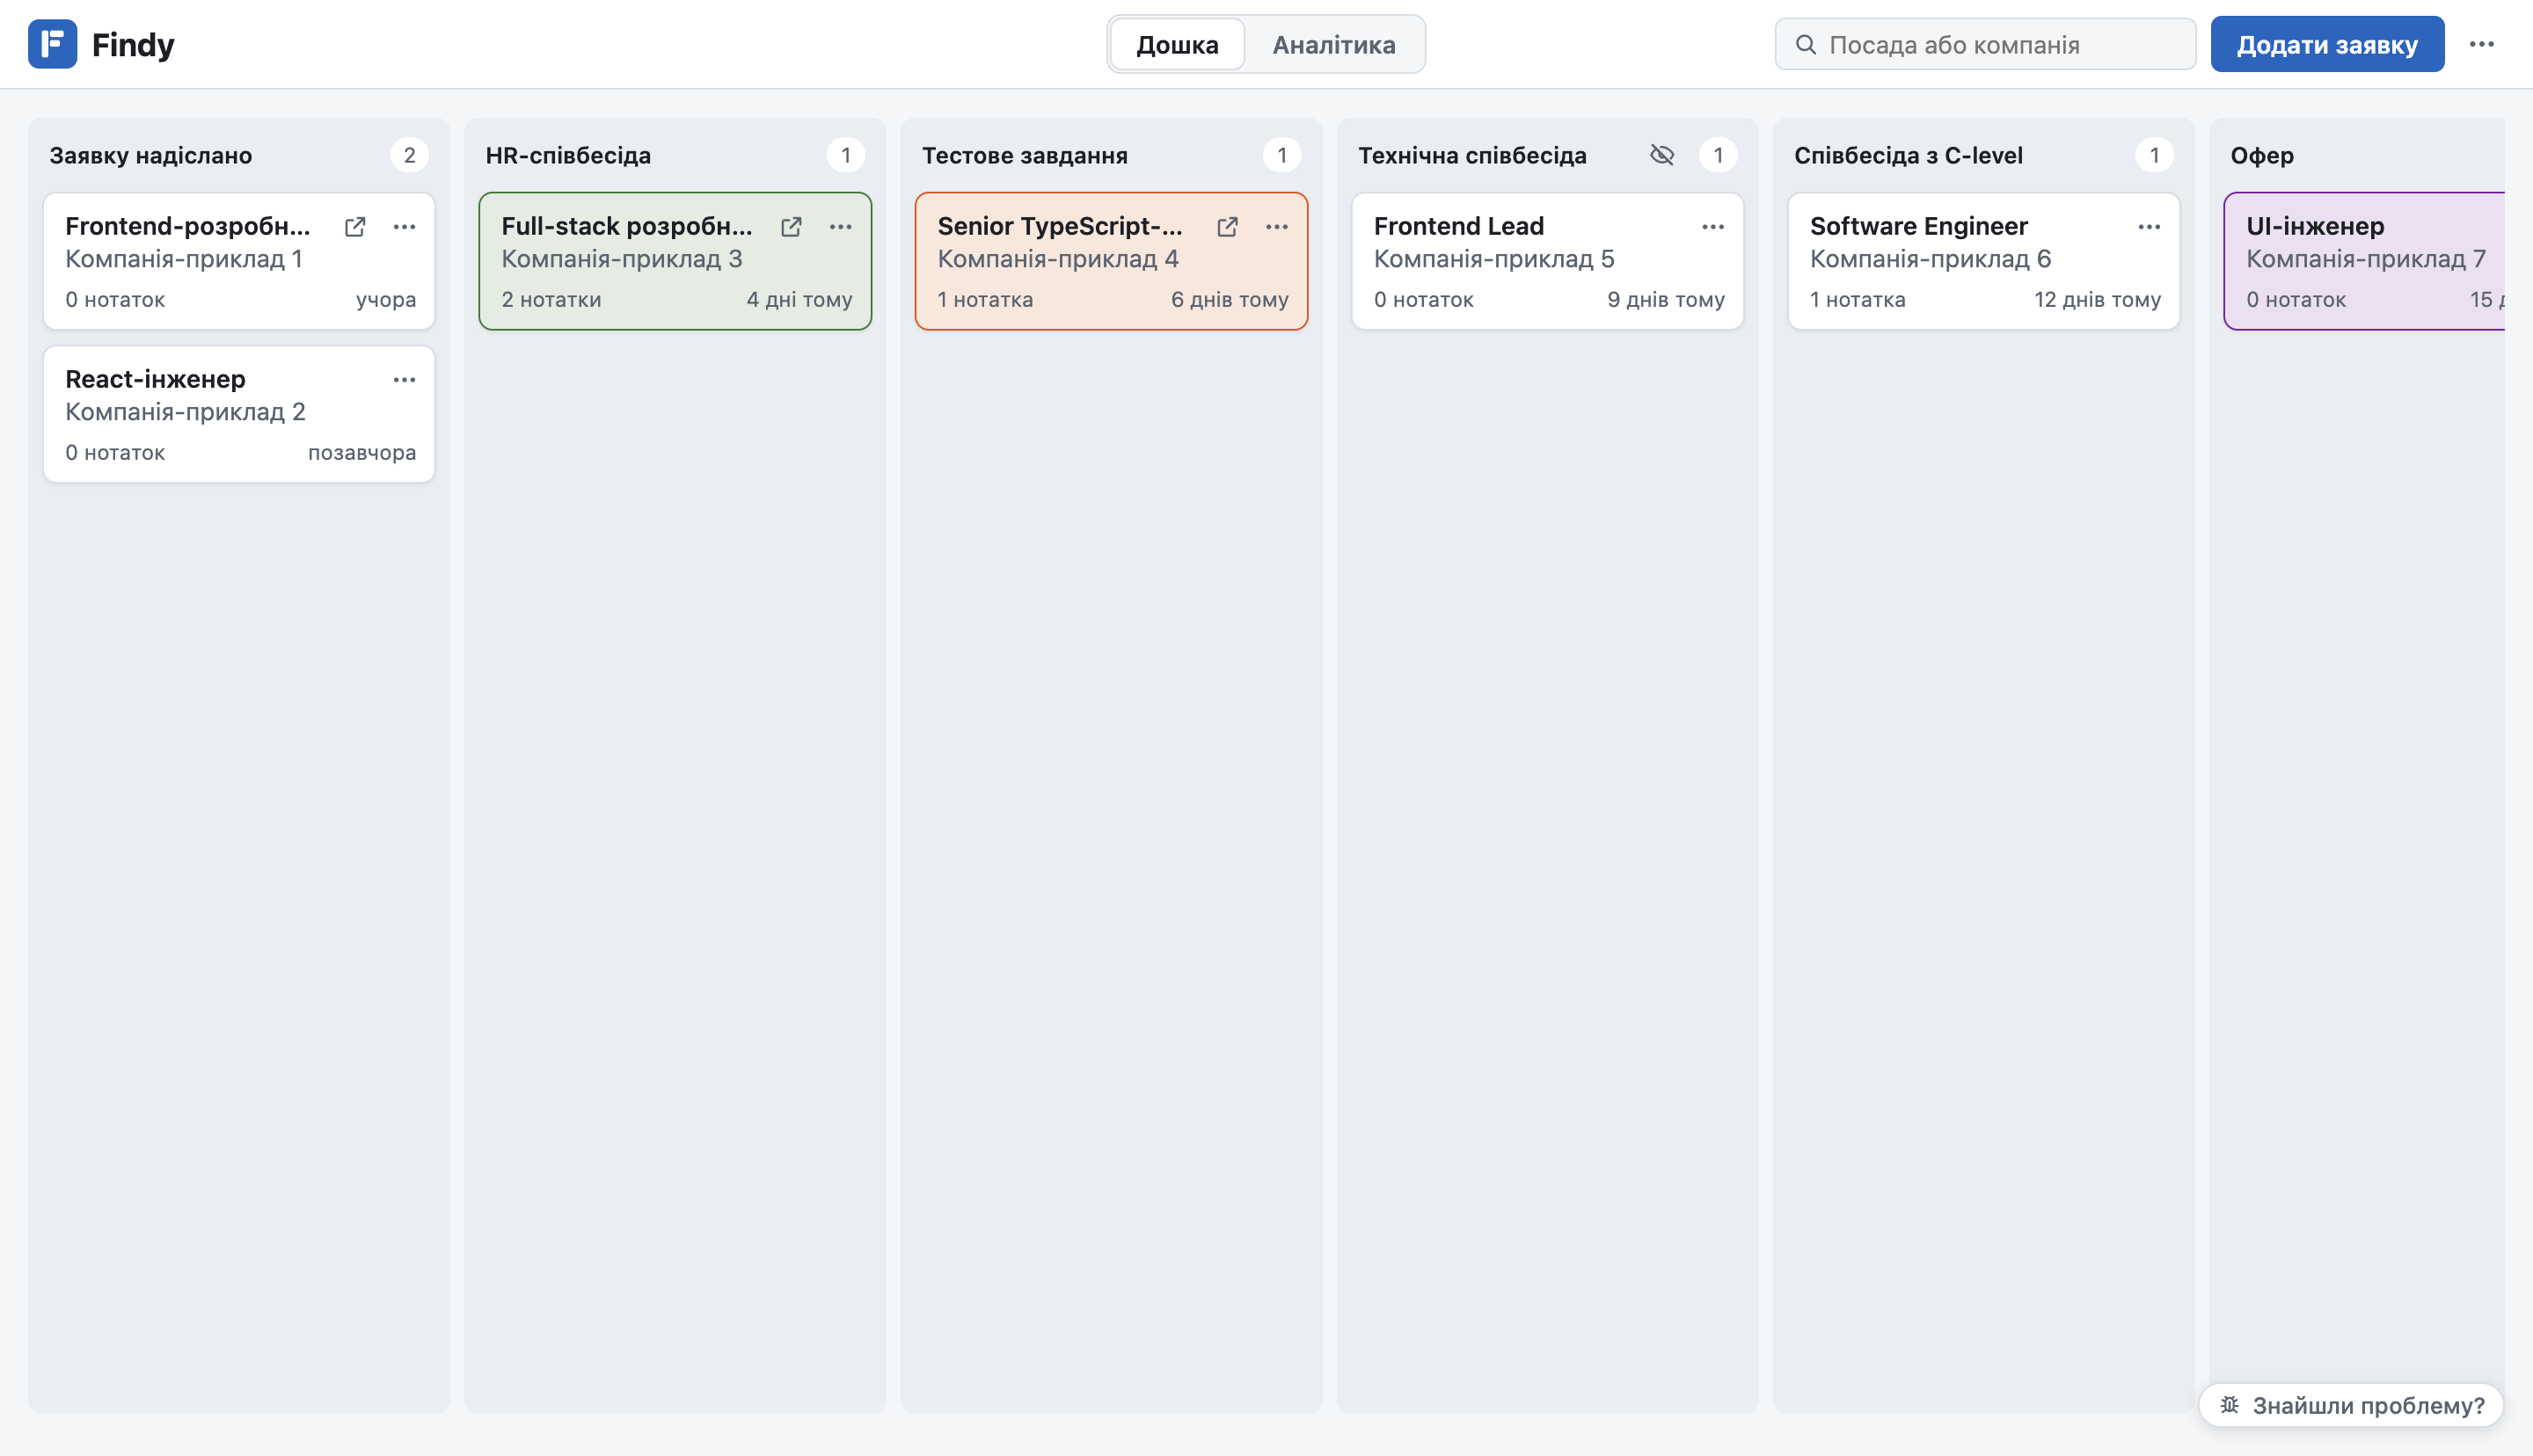 Findy
Дошка
Аналітика
Посада або компанія
Додати заявку
Заявку надіслано
2
Frontend-розробн...
Компанія-приклад 1
0 нотаток
учора
React-інженер
Компанія-приклад 2
0 нотаток
позавчора
HR-співбесіда
1
Full-stack розробн...
Компанія-приклад 3
2 нотатки
4 дні тому
Тестове завдання
1
Senior TypeScript-...
Компанія-приклад 4
1 нотатка
6 днів тому
Технічна співбесіда
1
Frontend Lead
Компанія-приклад 5
0 нотаток
9 днів тому
Співбесіда з C-level
1
Software Engineer
Компанія-приклад 6
1 нотатка
12 днів тому
Офер
UI-інженер
Компанія-приклад 7
0 нотаток
15
Знайшли проблему?